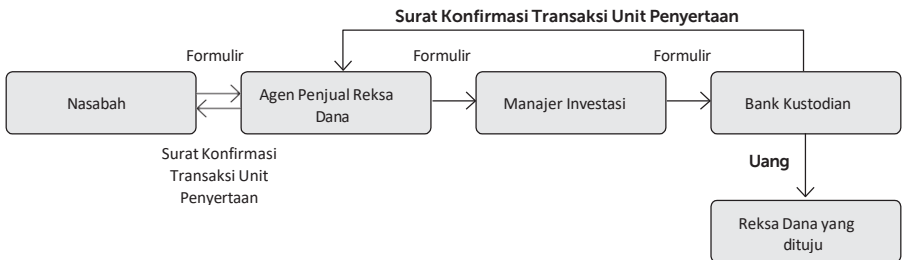 Surat Konfirmasi Transaksi Unit Penyertaan
Formulir
Formulir
Formulir
Nasabah
Agen Penjual Reksa
Dana
Manajer Investasi
Bank Kustodian
Surat Konfirmasi
Transaksi Unit
Penyertaan
Uang
Reksa Dana yang
dituju